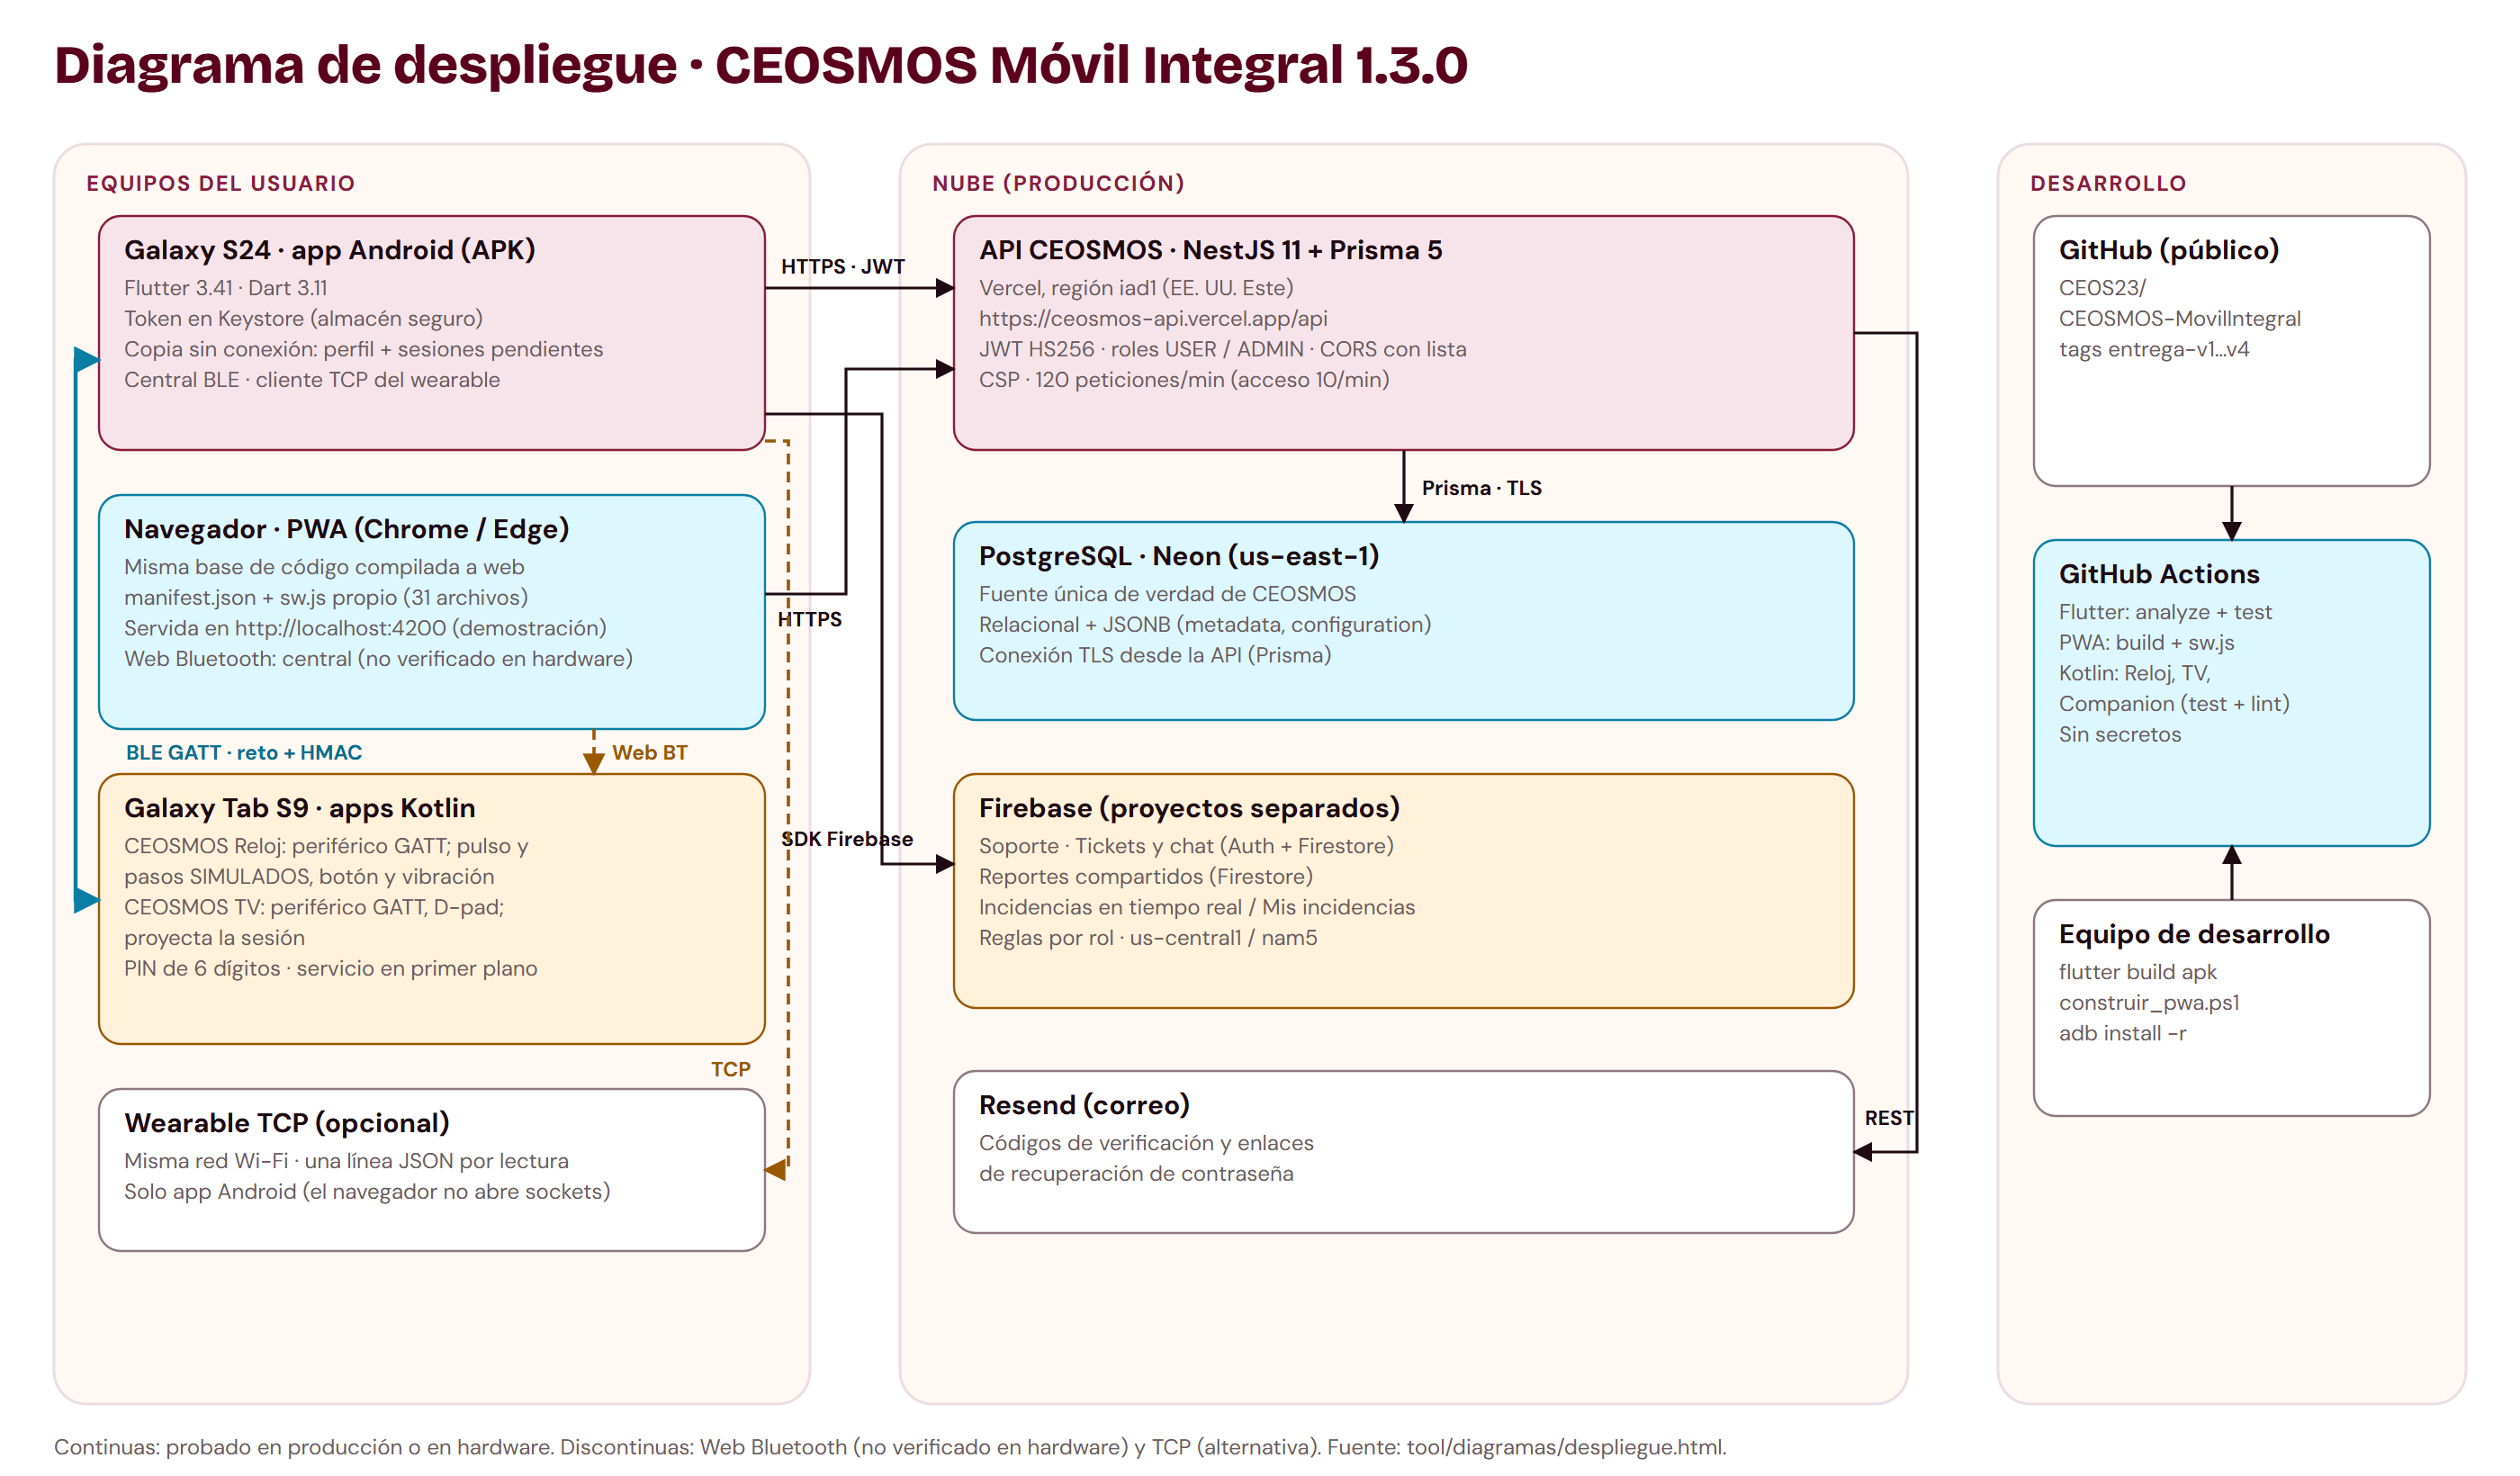 Diagrama de despliegue · CEOSMOS Móvil Integral 1.3.0
EQUIPOS DEL USUARIO
Galaxy S24 · app Android (APK)
Flutter 3.41 · Dart 3.11
Token en Keystore (almacén seguro)
Copia sin conexión: perfil + sesiones pendientes
Central BLE · cliente TCP del wearable
Navegador · PWA (Chrome / Edge)
Misma base de código compilada a web
manifest.json + sw.js propio (31 archivos)
Servida en http://localhost:4200 (demostración)
Web Bluetooth: central (no verificado en hardware)
BLE GATT · reto + HMAC
Web BT
Galaxy Tab S9 · apps Kotlin
CEOSMOS Reloj: periférico GATT; pulso y
pasos SIMULADOS, botón y vibración
CEOSMOS TV: periférico GATT, D-pad;
proyecta la sesión
PIN de 6 dígitos · servicio en primer plano
TCP
Wearable TCP (opcional)
Misma red Wi-Fi · una línea JSON por lectura
Solo app Android (el navegador no abre sockets)
HTTPS · JWT
HTTPS
SDK Firebase
NUBE (PRODUCCIÓN)
API CEOSMOS · NestJS 11 + Prisma 5
Vercel, región iad1 (EE. UU. Este)
https://ceosmos-api.vercel.app/api
JWT HS256 · roles USER / ADMIN · CORS con lista
CSP · 120 peticiones/min (acceso 10/min)
Prisma · TLS
PostgreSQL · Neon (us-east-1)
Fuente única de verdad de CEOSMOS
Relacional + JSONB (metadata, configuration)
Conexión TLS desde la API (Prisma)
Firebase (proyectos separados)
Soporte · Tickets y chat (Auth + Firestore)
Reportes compartidos (Firestore)
Incidencias en tiempo real / Mis incidencias
Reglas por rol · us-central1 / nam5
Resend (correo)
Códigos de verificación y enlaces
de recuperación de contraseña
REST
DESARROLLO
GitHub (público)
CE0S23/
CEOSMOS-MovilIntegral
tags entrega-v1…v4
GitHub Actions
Flutter: analyze + test
PWA: build + sw.js
Kotlin: Reloj, TV,
Companion (test + lint)
Sin secretos
Equipo de desarrollo
flutter build apk
construir_pwa.ps1
adb install -r
Continuas: probado en producción o en hardware. Discontinuas: Web Bluetooth (no verificado en hardware) y TCP (alternativa). Fuente: tool/diagramas/despliegue.html.